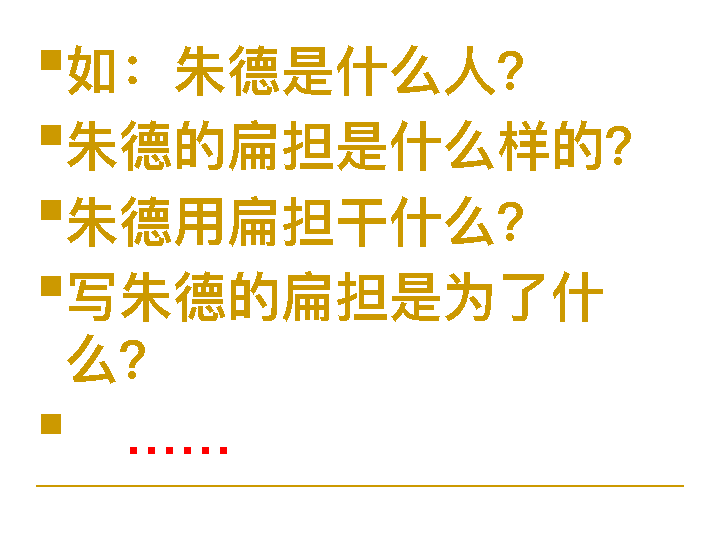 如：朱德是什么人?
朱德的扁担是什么样的?
朱德用扁担干什么?
写朱德的扁担是为了什
么?
……